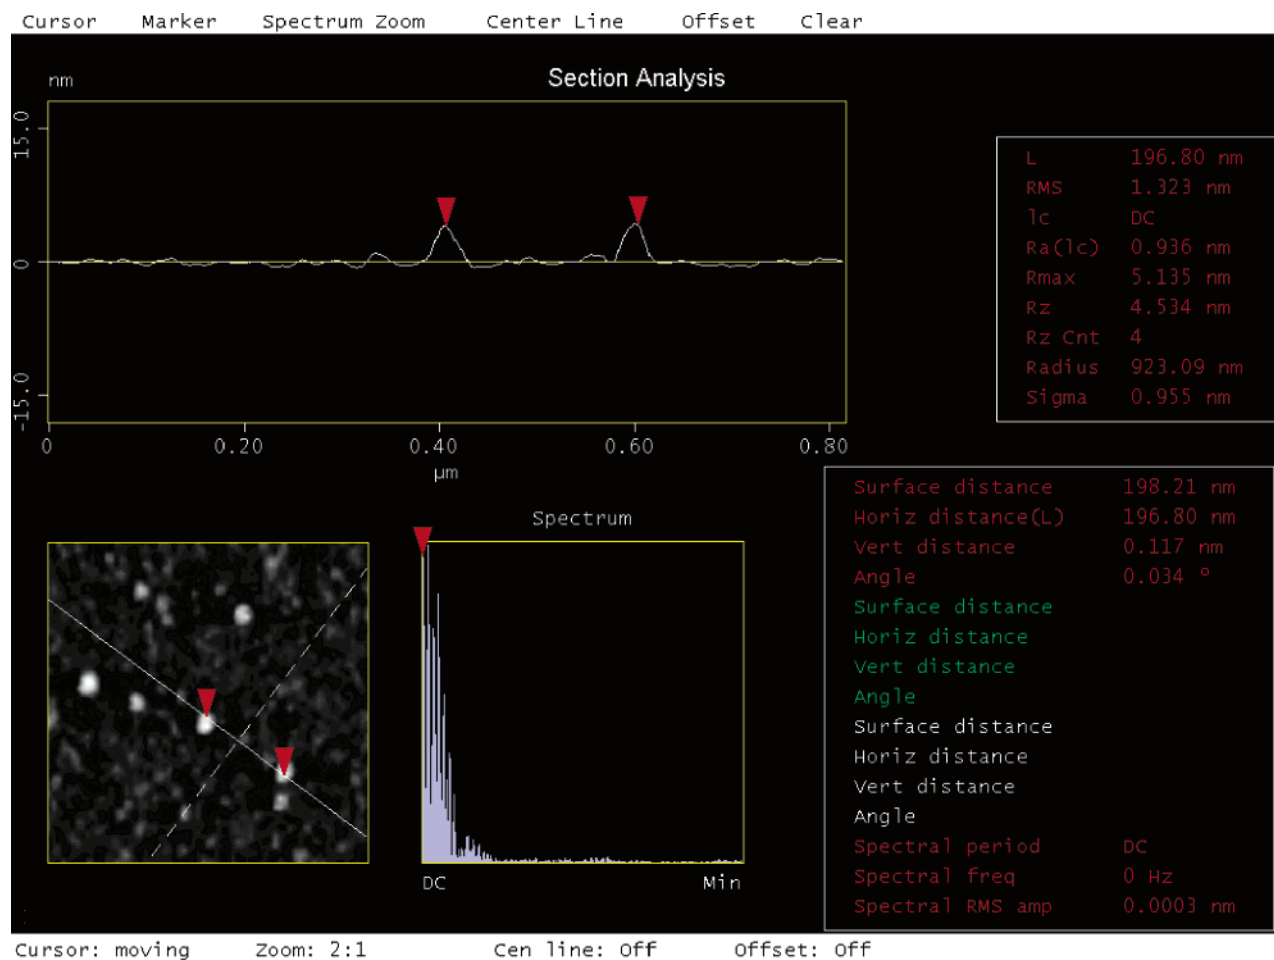 Cursor Marker Spectrum Zoom Center Line Offset Clear
nm
Section Analysis
15.0
0
-15.0
0 0.20 0.40 0.60 0.80
µm
L 196.80 nm
RMS 1.323 nm
lc DC
Ra(lc) 0.936 nm
Rmax 5.135 nm
Rz 4.534 nm
Rz Cnt 4
Radius 923.09 nm
Sigma 0.955 nm
Spectrum
DC Min
Surface distance 198.21 nm
Horiz distance(L) 196.80 nm
Vert distance 0.117 nm
Angle 0.034 °
Surface distance
Horiz distance
Vert distance
Angle
Surface distance
Horiz distance
Vert distance
Angle
Spectral period DC
Spectral freq 0 Hz
Spectral RMS amp 0.0003 nm
Cursor: moving Zoom: 2:1 Cen line: Off Offset: Off